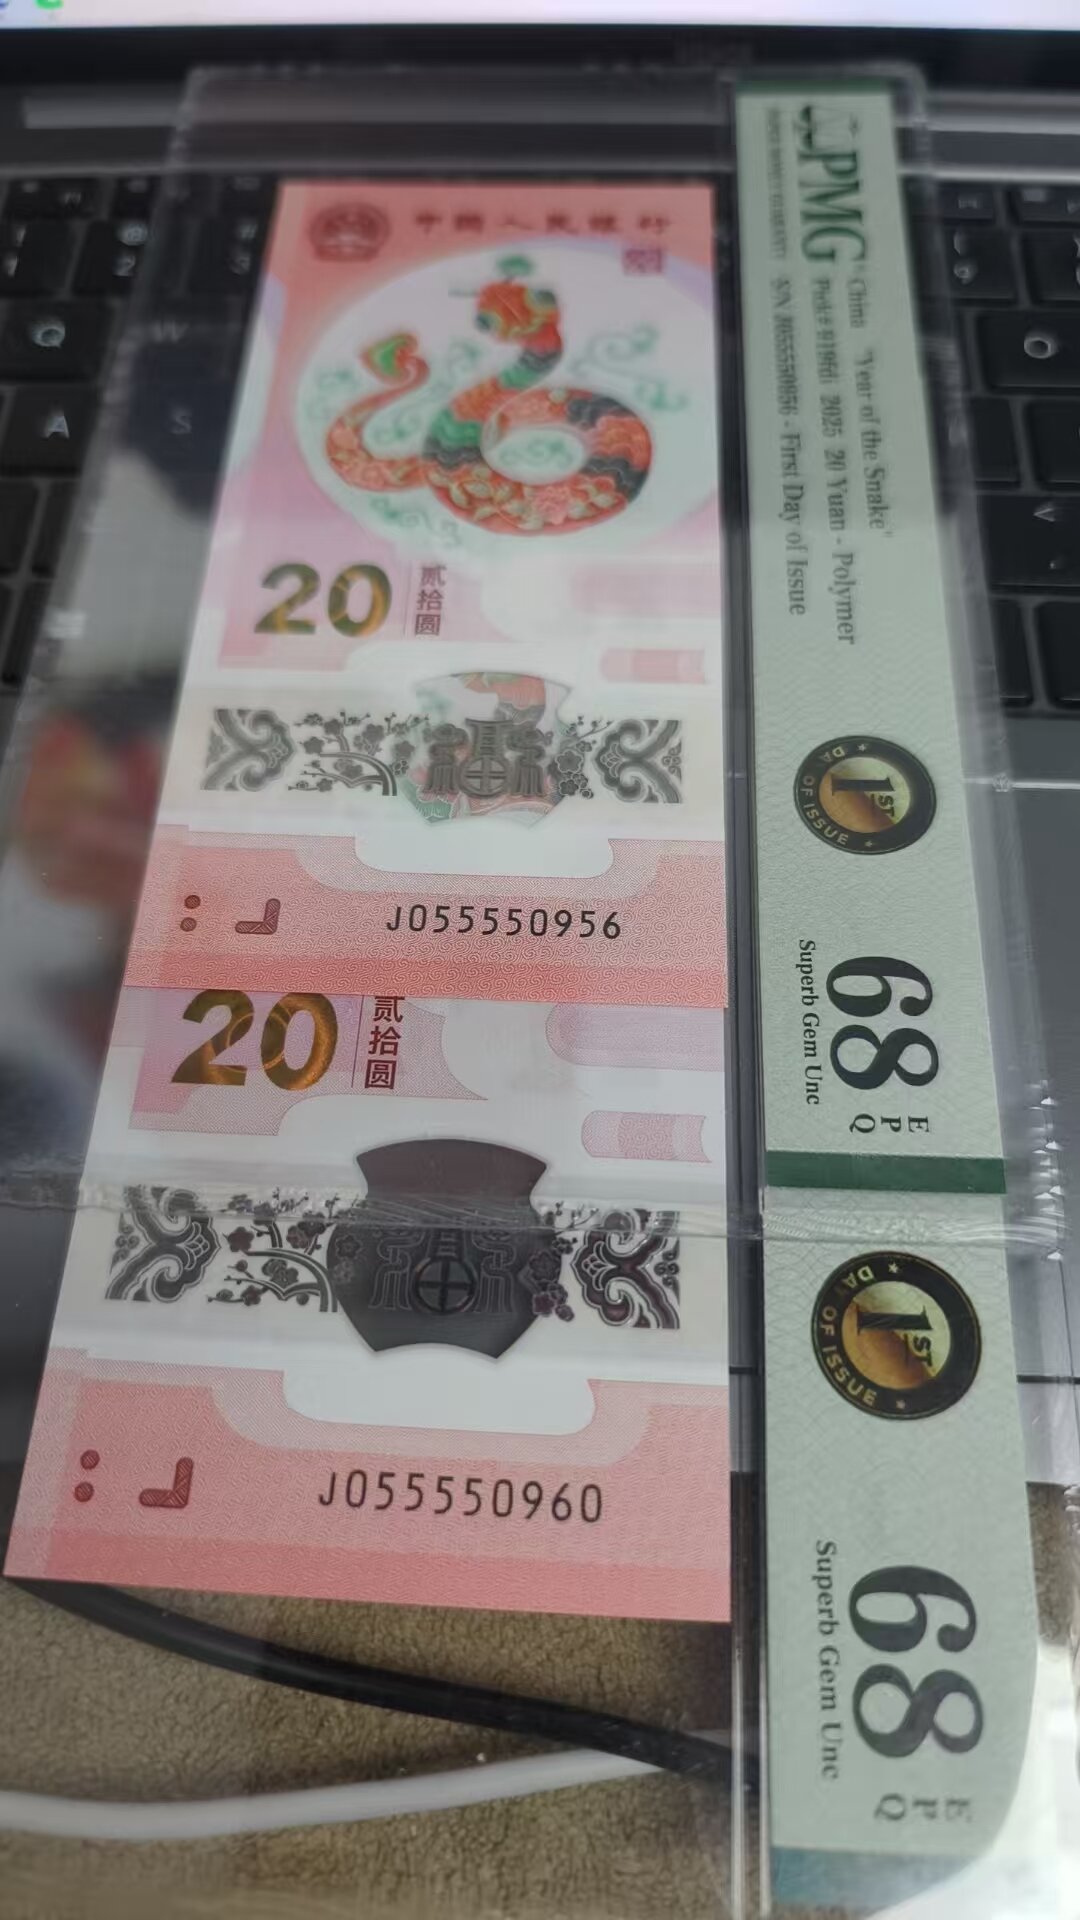 中国人民银行
20
贰拾圆
J055550956
20
贰拾圆
J055550960
PMG
China "Year of the Snake"
2025 20 Yuan - Polymer
S/N J055550956 - First Day of Issue
1ST
DAY OF ISSUE
68
EPQ
Superb Gem Unc
1ST
DAY OF ISSUE
68
EPQ
Superb Gem Unc
Q
A
S
W
V